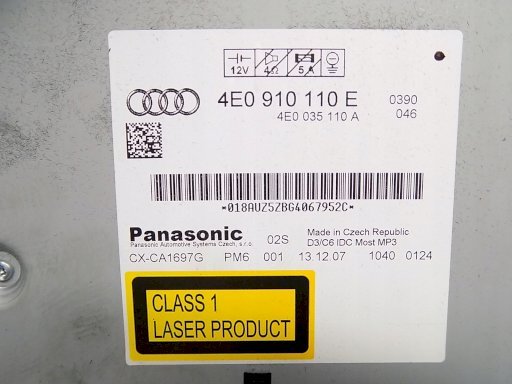 12V 4Ω 5A
4E0 910 110 E 0390
4E0 035 110 A 046
*018AUZ5ZBG4067952C*
Panasonic 02S Made in Czech Republic
Panasonic Automotive Systems Czech, s.r.o. D3/C6 IDC Most MP3
CX-CA1697G PM6 001 13.12.07 1040 0124
CLASS 1
LASER PRODUCT